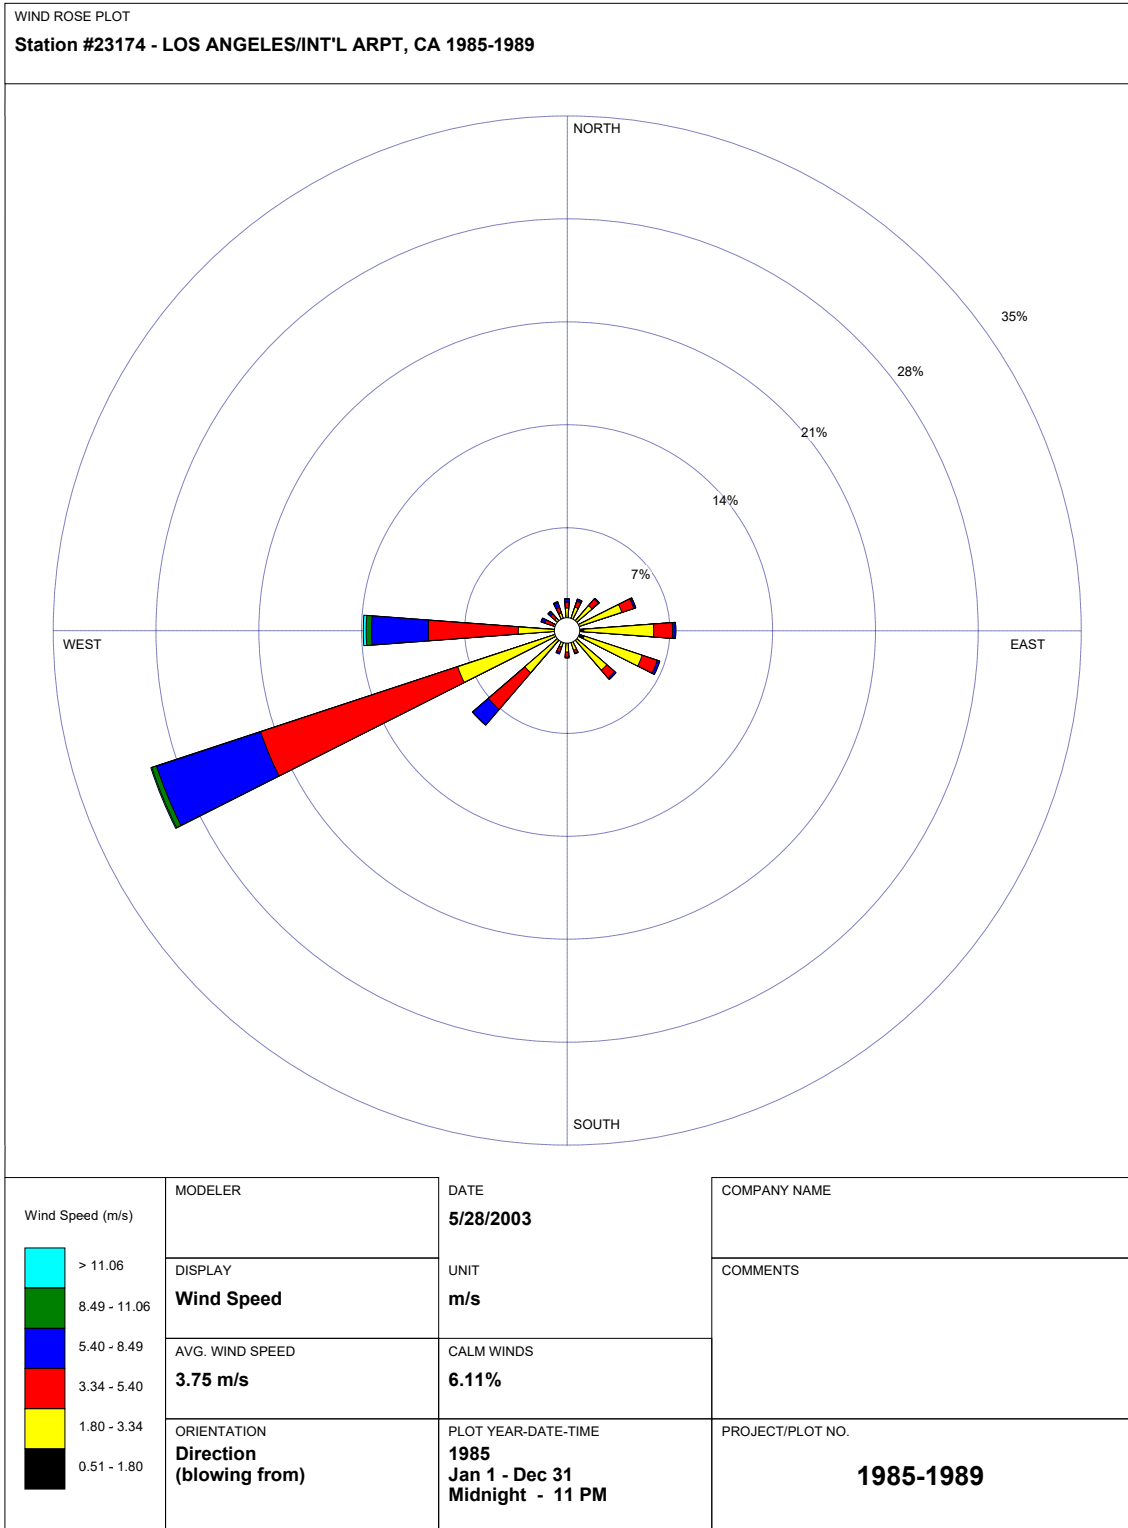 WIND ROSE PLOT
Station #23174 - LOS ANGELES/INT'L ARPT, CA 1985-1989
NORTH
35%
28%
21%
14%
7%
WEST
EAST
SOUTH
Wind Speed (m/s)
> 11.06
8.49 - 11.06
5.40 - 8.49
3.34 - 5.40
1.80 - 3.34
0.51 - 1.80
MODELER
DATE
5/28/2003
COMPANY NAME
DISPLAY
Wind Speed
UNIT
m/s
COMMENTS
AVG. WIND SPEED
3.75 m/s
CALM WINDS
6.11%
ORIENTATION
Direction
(blowing from)
PLOT YEAR-DATE-TIME
1985
Jan 1 - Dec 31
Midnight - 11 PM
PROJECT/PLOT NO.
1985-1989